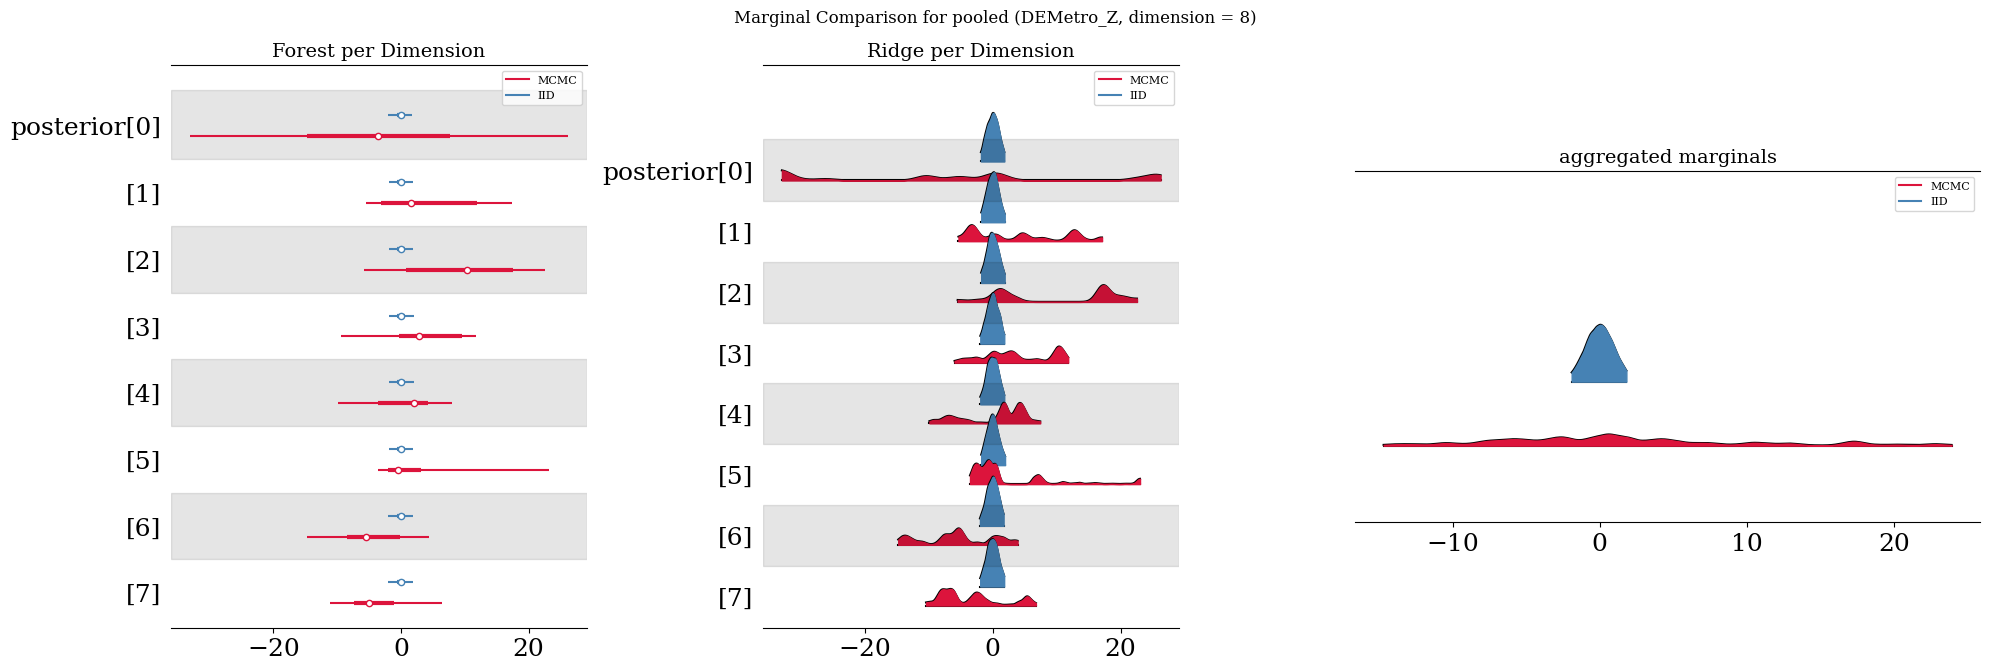 Marginal Comparison for pooled (DEMetro_Z, dimension = 8)
Forest per Dimension
MCMC
IID
posterior[0]
[1]
[2]
[3]
[4]
[5]
[6]
[7]
−20 0 20
Ridge per Dimension
MCMC
IID
posterior[0]
[1]
[2]
[3]
[4]
[5]
[6]
[7]
−20 0 20
aggregated marginals
MCMC
IID
−10 0 10 20